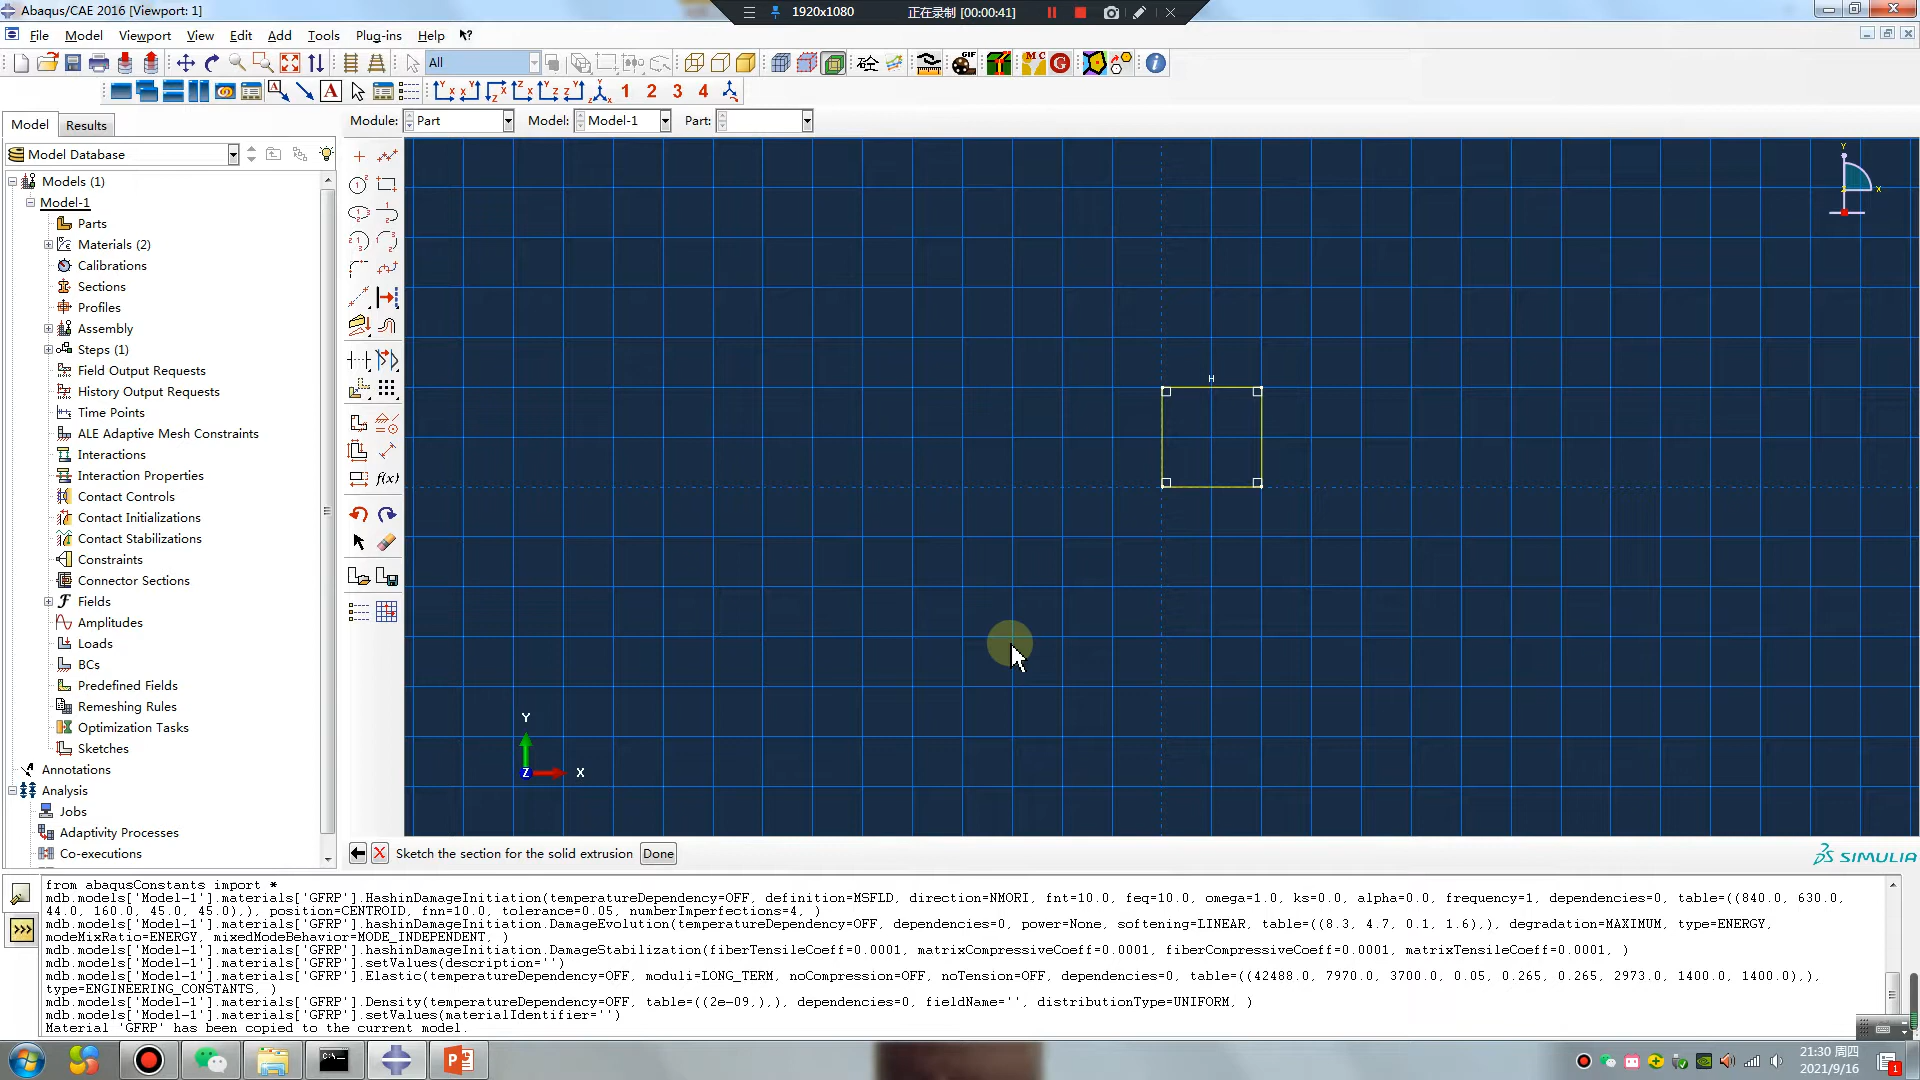 Abaqus/CAE 2016 [Viewport: 1]
1920x1080
正在录制 [00:00:41]
File Model Viewport View Edit Add Tools Plug-ins Help
All
GIF
M C
G
A
1 2 3 4
Model Results
Module: Part Model: Model-1 Part:
Model Database
Models (1)
Model-1
Parts
Materials (2)
Calibrations
Sections
Profiles
Assembly
Steps (1)
Field Output Requests
History Output Requests
Time Points
ALE Adaptive Mesh Constraints
Interactions
Interaction Properties
Contact Controls
Contact Initializations
Contact Stabilizations
Constraints
Connector Sections
Fields
Amplitudes
Loads
BCs
Predefined Fields
Remeshing Rules
Optimization Tasks
Sketches
Annotations
Analysis
Jobs
Adaptivity Processes
Co-executions
f(x)
H
Y
X
Y
Z
X
Sketch the section for the solid extrusion Done
SIMULIA
from abaqusConstants import *
mdb.models['Model-1'].materials['GFRP'].HashinDamageInitiation(temperatureDependency=OFF, definition=MSFLD, direction=NMORI, fnt=10.0, feq=10.0, omega=1.0, ks=0.0, alpha=0.0, frequency=1, dependencies=0, table=((840.0, 630.0,
44.0, 160.0, 45.0, 45.0),), position=CENTROID, fnn=10.0, tolerance=0.05, numberImperfections=4, )
mdb.models['Model-1'].materials['GFRP'].hashinDamageInitiation.DamageEvolution(temperatureDependency=OFF, dependencies=0, power=None, softening=LINEAR, table=((8.3, 4.7, 0.1, 1.6),), degradation=MAXIMUM, type=ENERGY,
modeMixRatio=ENERGY, mixedModeBehavior=MODE_INDEPENDENT, )
mdb.models['Model-1'].materials['GFRP'].hashinDamageInitiation.DamageStabilization(fiberTensileCoeff=0.0001, matrixCompressiveCoeff=0.0001, fiberCompressiveCoeff=0.0001, matrixTensileCoeff=0.0001, )
mdb.models['Model-1'].materials['GFRP'].setValues(description='')
mdb.models['Model-1'].materials['GFRP'].Elastic(temperatureDependency=OFF, moduli=LONG_TERM, noCompression=OFF, noTension=OFF, dependencies=0, table=((42488.0, 7970.0, 3700.0, 0.05, 0.265, 0.265, 2973.0, 1400.0, 1400.0),),
type=ENGINEERING_CONSTANTS, )
mdb.models['Model-1'].materials['GFRP'].Density(temperatureDependency=OFF, table=((2e-09,),), dependencies=0, fieldName='', distributionType=UNIFORM, )
mdb.models['Model-1'].materials['GFRP'].setValues(materialIdentifier='')
Material 'GFRP' has been copied to the current model.
21:30 周四
2021/9/16
1